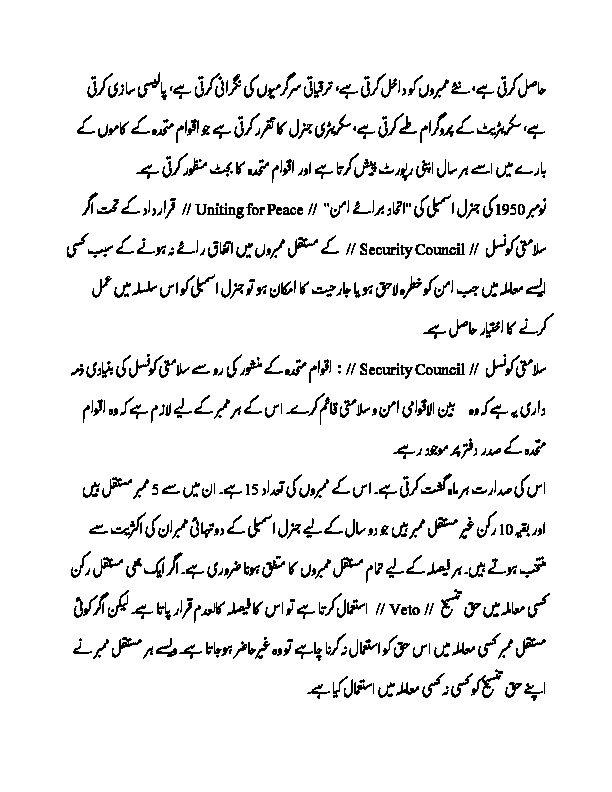 حاصل کرتی ہے، نئے ممبروں کو داخل کرتی ہے، ترقیاتی سرگرمیوں کی نگرانی کرتی ہے، پالیسی سازی کرتی
ہے، سکریٹریٹ کے پروگرام طے کرتی ہے، سکریٹری جنرل کا تقرر کرتی ہے جو اقوام متحدہ کے کاموں کے
بارے میں اسے ہر سال اپنی رپورٹ پیش کرتا ہے اور اقوام متحدہ کا بجٹ منظور کرتی ہے۔
نومبر 1950 کی جنرل اسمبلی کی "اتحاد برائے امن" // Uniting for Peace // قرارداد کے تحت اگر
سلامتی کونسل // Security Council // کے مستقل ممبروں میں اتفاق رائے نہ ہونے کے سبب کسی
ایسے معاملہ میں جب امن کو خطرہ لاحق ہو یا جارحیت کا امکان ہو تو جنرل اسمبلی کو اس سلسلہ میں عمل
کرنے کا اختیار حاصل ہے۔
سلامتی کونسل // Security Council // : اقوام متحدہ کے منشور کی رو سے سلامتی کونسل کی بنیادی ذمہ
داری یہ ہے کہ وہ بین الاقوامی امن و سلامتی قائم کرے۔ اس کے ہر ممبر کے لیے لازم ہے کہ وہ اقوام
متحدہ کے صدر دفتر پر موجود رہے۔
اس کی صدارت ہر ماہ گشت کرتی ہے۔ اس کے ممبروں کی تعداد 15 ہے۔ ان میں سے 5 ممبر مستقل ہیں
اور بقیہ 10 رکن غیر مستقل ممبر ہیں جو دو سال کے لیے جنرل اسمبلی کے دو تہائی ممبران کی اکثریت سے
منتخب ہوتے ہیں۔ ہر فیصلہ کے لیے تمام مستقل ممبروں کا متفق ہونا ضروری ہے۔ اگر ایک بھی مستقل رکن
کسی معاملہ میں حق تنسیخ // Veto // استعمال کرتا ہے تو اس کا فیصلہ کالعدم قرار پاتا ہے۔ لیکن اگر کوئی
مستقل ممبر کسی معاملہ میں اس حق کو استعمال نہ کرنا چاہے تو وہ غیر حاضر ہوجاتا ہے۔ ویسے ہر مستقل ممبر نے
اپنے حق تنسیخ کو کسی نہ کسی معاملہ میں استعمال کیا ہے۔